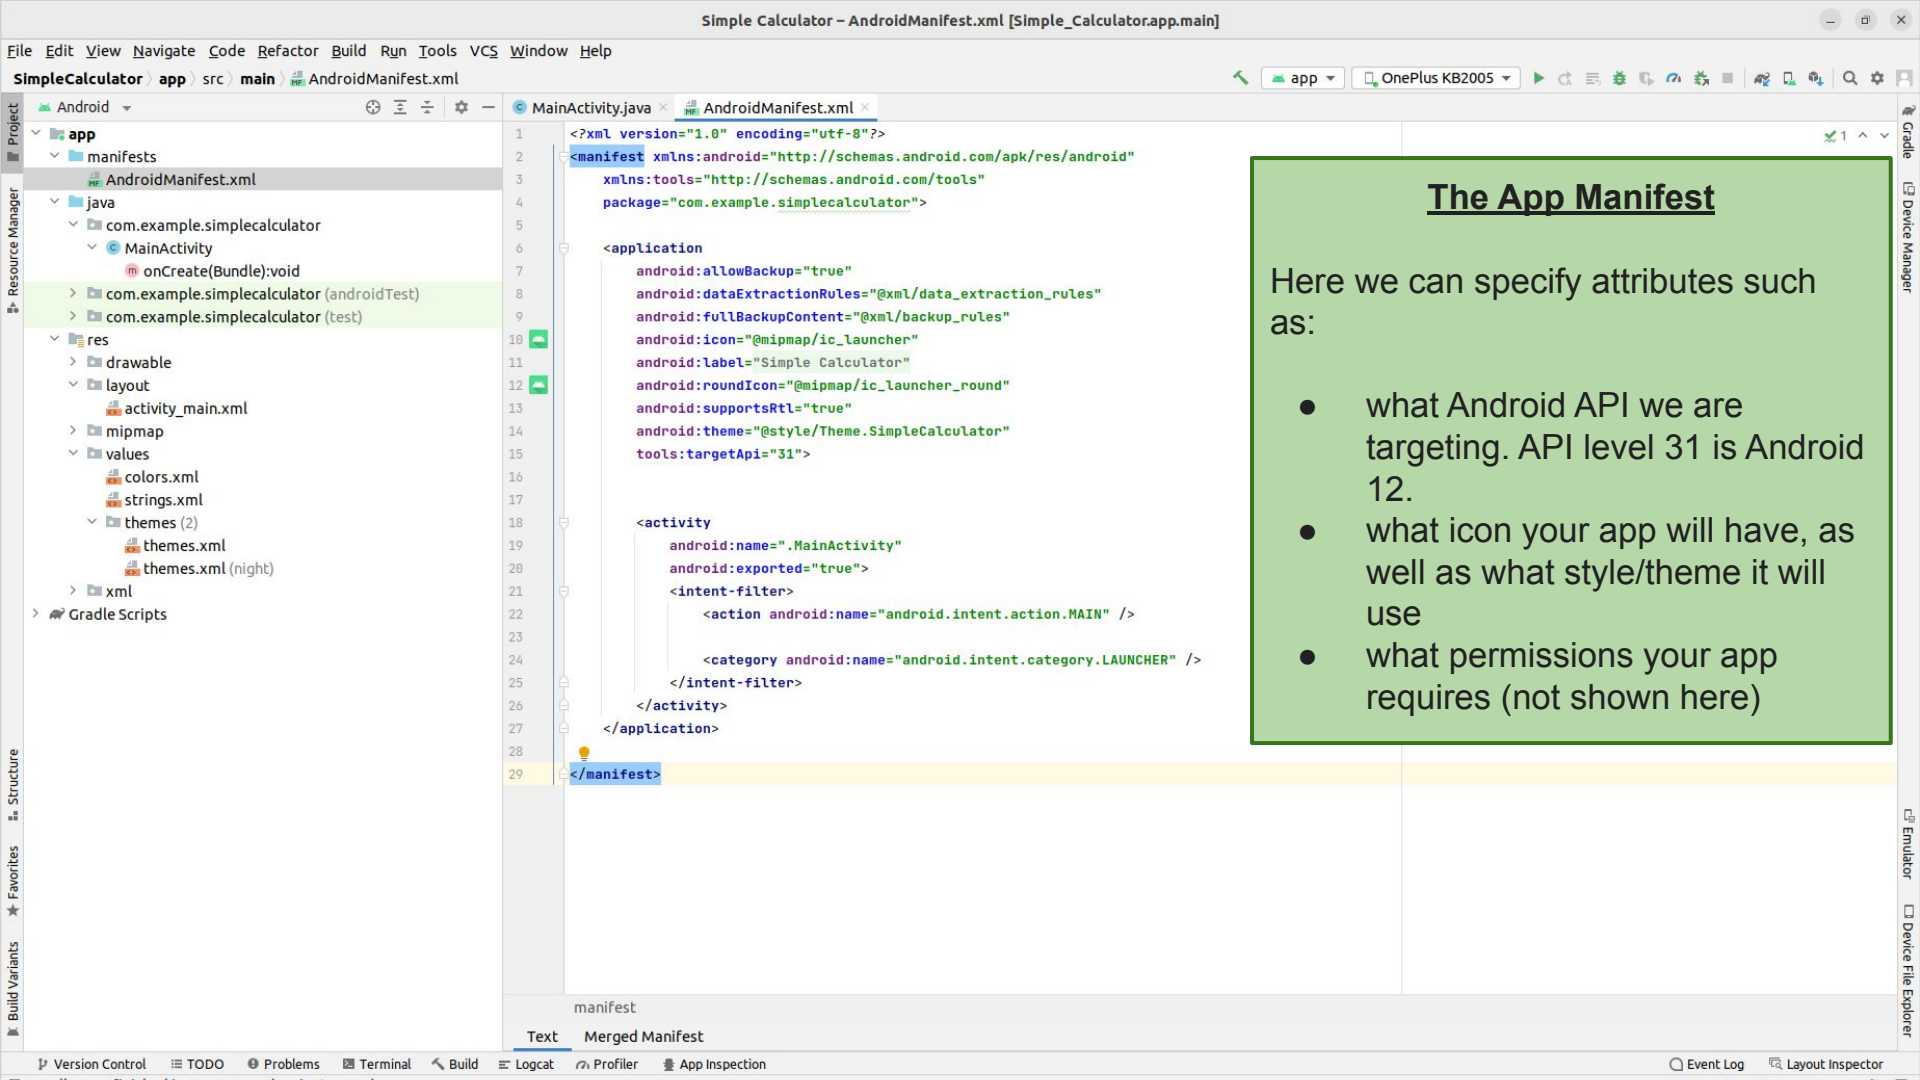 Simple Calculator – AndroidManifest.xml [Simple_Calculator.app.main]
File Edit View Navigate Code Refactor Build Run Tools VCS Window Help
SimpleCalculator app src main AndroidManifest.xml
app OnePlus KB2005
Android
MainActivity.java AndroidManifest.xml
Project
Resource Manager
Structure
Favorites
Build Variants
app
manifests
AndroidManifest.xml
java
com.example.simplecalculator
MainActivity
onCreate(Bundle):void
com.example.simplecalculator (androidTest)
com.example.simplecalculator (test)
res
drawable
layout
activity_main.xml
mipmap
values
colors.xml
strings.xml
themes (2)
themes.xml
themes.xml (night)
xml
Gradle Scripts
1 <?xml version="1.0" encoding="utf-8"?>
2 <manifest xmlns:android="http://schemas.android.com/apk/res/android"
3 xmlns:tools="http://schemas.android.com/tools"
4 package="com.example.simplecalculator">
5
6 <application
7 android:allowBackup="true"
8 android:dataExtractionRules="@xml/data_extraction_rules"
9 android:fullBackupContent="@xml/backup_rules"
10 android:icon="@mipmap/ic_launcher"
11 android:label="Simple Calculator"
12 android:roundIcon="@mipmap/ic_launcher_round"
13 android:supportsRtl="true"
14 android:theme="@style/Theme.SimpleCalculator"
15 tools:targetApi="31">
16
17
18 <activity
19 android:name=".MainActivity"
20 android:exported="true">
21 <intent-filter>
22 <action android:name="android.intent.action.MAIN" />
23
24 <category android:name="android.intent.category.LAUNCHER" />
25 </intent-filter>
26 </activity>
27 </application>
28
29 </manifest>
1
The App Manifest
Here we can specify attributes such
as:
● what Android API we are
targeting. API level 31 is Android
12.
● what icon your app will have, as
well as what style/theme it will
use
● what permissions your app
requires (not shown here)
Gradle
Device Manager
Emulator
Device File Explorer
manifest
Text Merged Manifest
Version Control TODO Problems Terminal Build Logcat Profiler App Inspection Event Log Layout Inspector